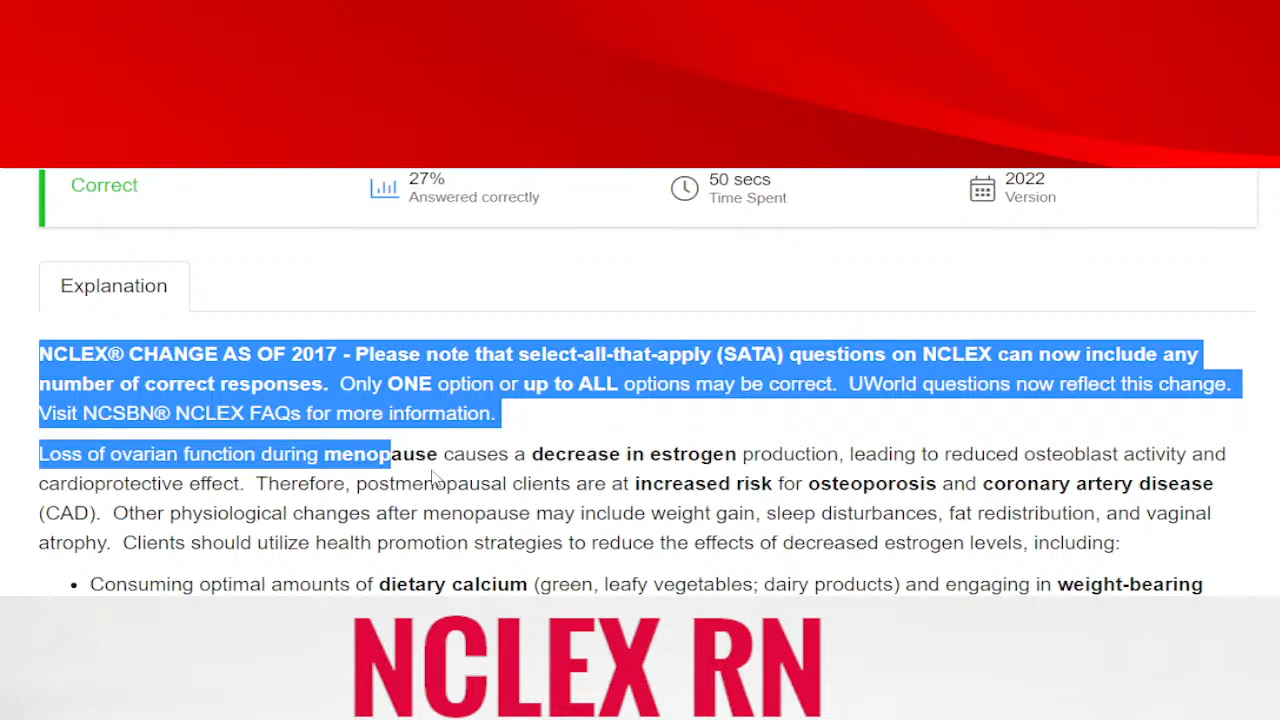 Correct
27%
Answered correctly
50 secs
Time Spent
2022
Version
Explanation
NCLEX® CHANGE AS OF 2017 - Please note that select-all-that-apply (SATA) questions on NCLEX can now include any
number of correct responses. Only ONE option or up to ALL options may be correct. UWorld questions now reflect this change.
Visit NCSBN® NCLEX FAQs for more information.
Loss of ovarian function during menopause causes a decrease in estrogen production, leading to reduced osteoblast activity and
cardioprotective effect. Therefore, postmenopausal clients are at increased risk for osteoporosis and coronary artery disease
(CAD). Other physiological changes after menopause may include weight gain, sleep disturbances, fat redistribution, and vaginal
atrophy. Clients should utilize health promotion strategies to reduce the effects of decreased estrogen levels, including:
• Consuming optimal amounts of dietary calcium (green, leafy vegetables; dairy products) and engaging in weight-bearing
NCLEX RN